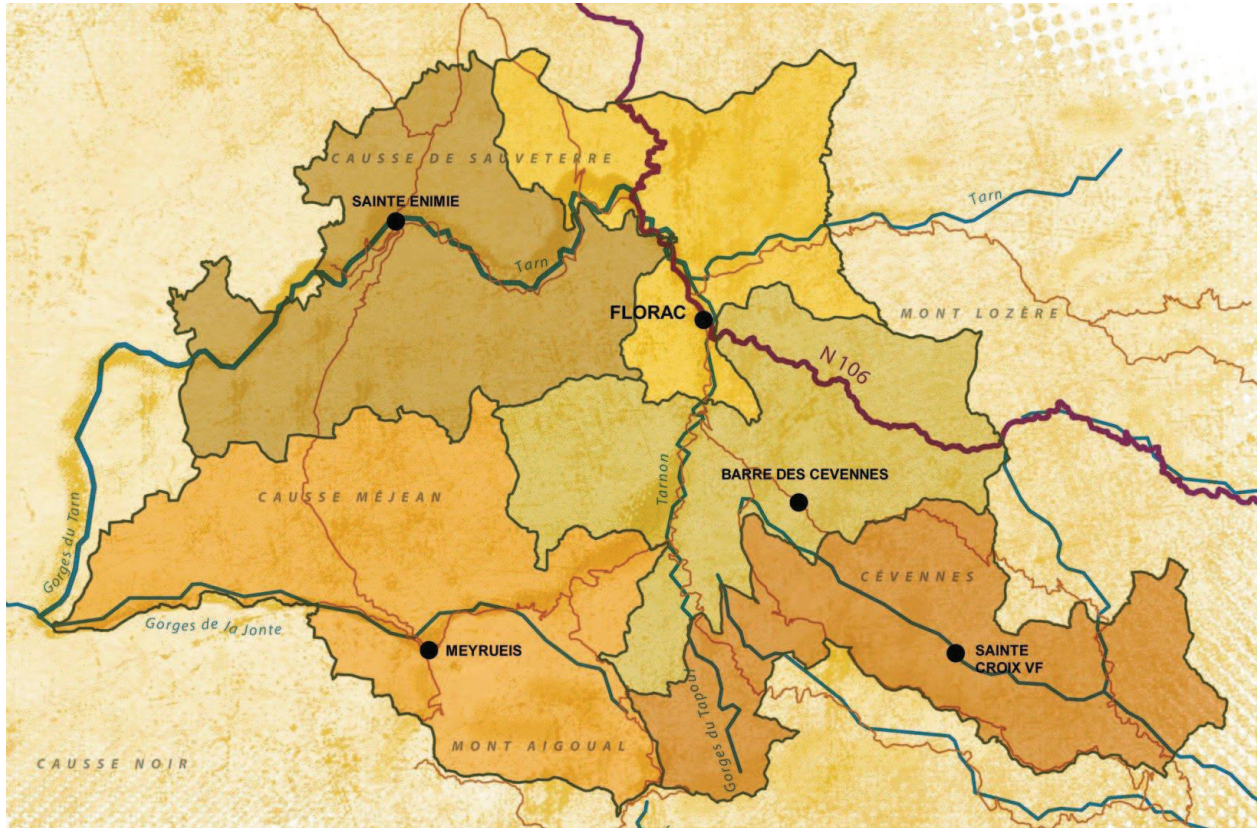 CAUSSE DE SAUVETERRE
SAINTE ENIMIE
Tarn
Tarn
FLORAC
MONT LOZÈRE
N 106
Tarnon
BARRE DES CEVENNES
CAUSSE MÉJEAN
Gorges du Tarn
CÉVENNES
Gorges de la Jonte
MEYRUEIS
SAINTE
CROIX VF
Gorges du Tapoul
MONT AIGOUAL
CAUSSE NOIR